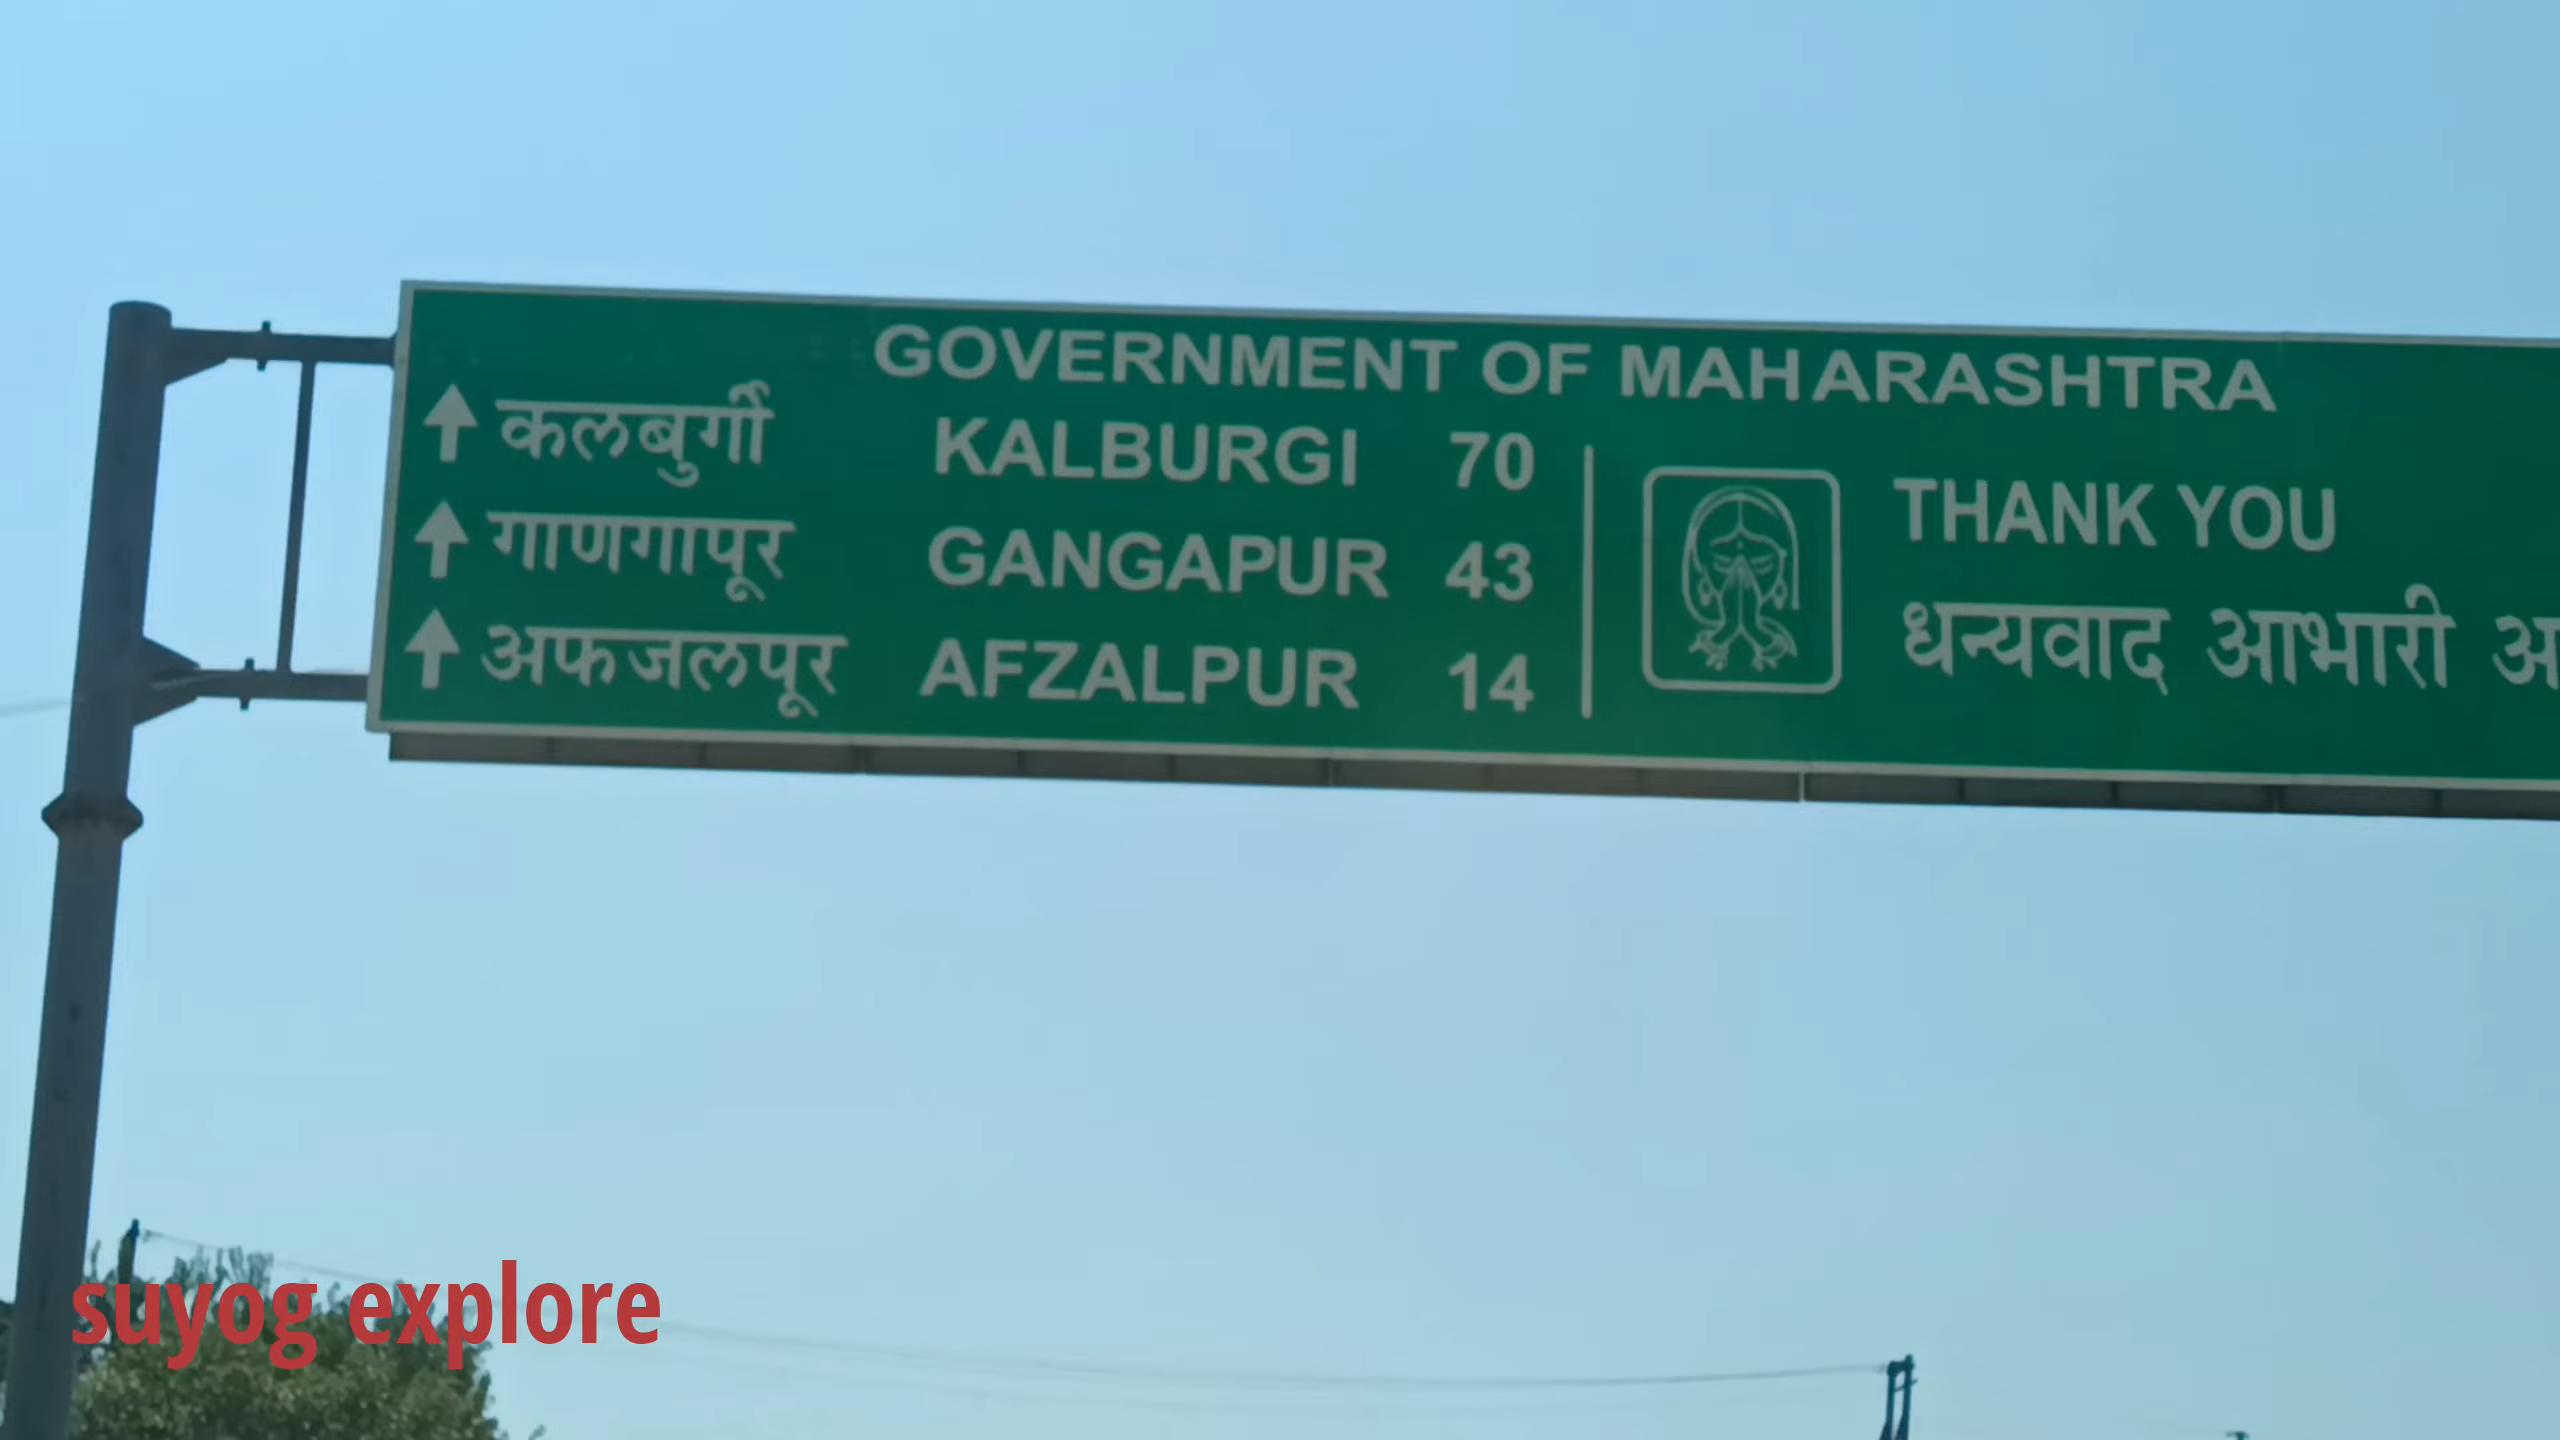 GOVERNMENT OF MAHARASHTRA
कलबुर्गी KALBURGI 70
गाणगापूर GANGAPUR 43
अफजलपूर AFZALPUR 14
THANK YOU
धन्यवाद आभारी
suyog explore